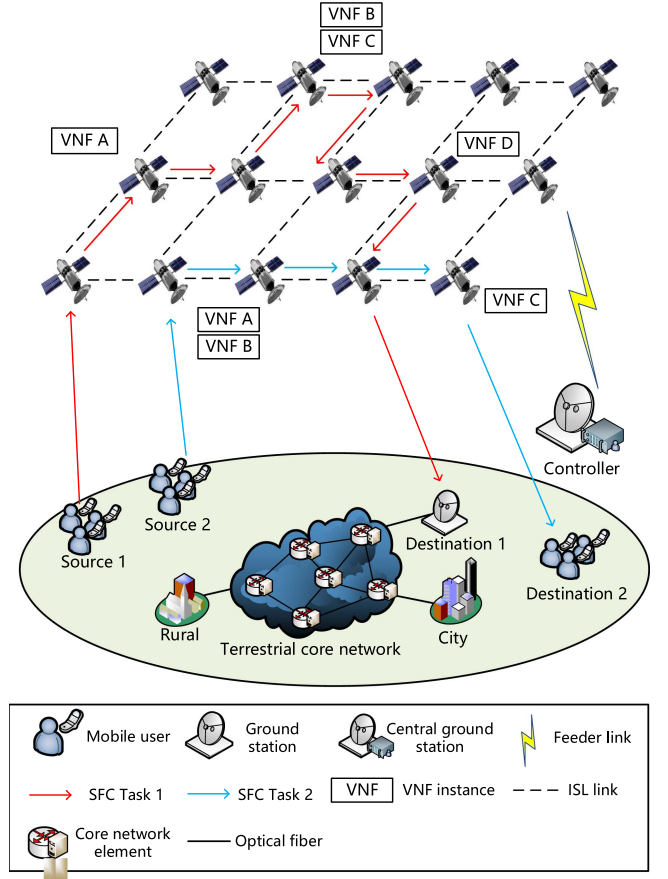 VNF B
VNF C
VNF A
VNF D
VNF A
VNF B
VNF C
Controller
Source 2
Source 1
Destination 1
Destination 2
Rural
Terrestrial core network
City
Mobile user
Ground
station
Central ground
station
Feeder link
SFC Task 1
SFC Task 2
VNF
VNF instance
ISL link
Core network
element
Optical fiber